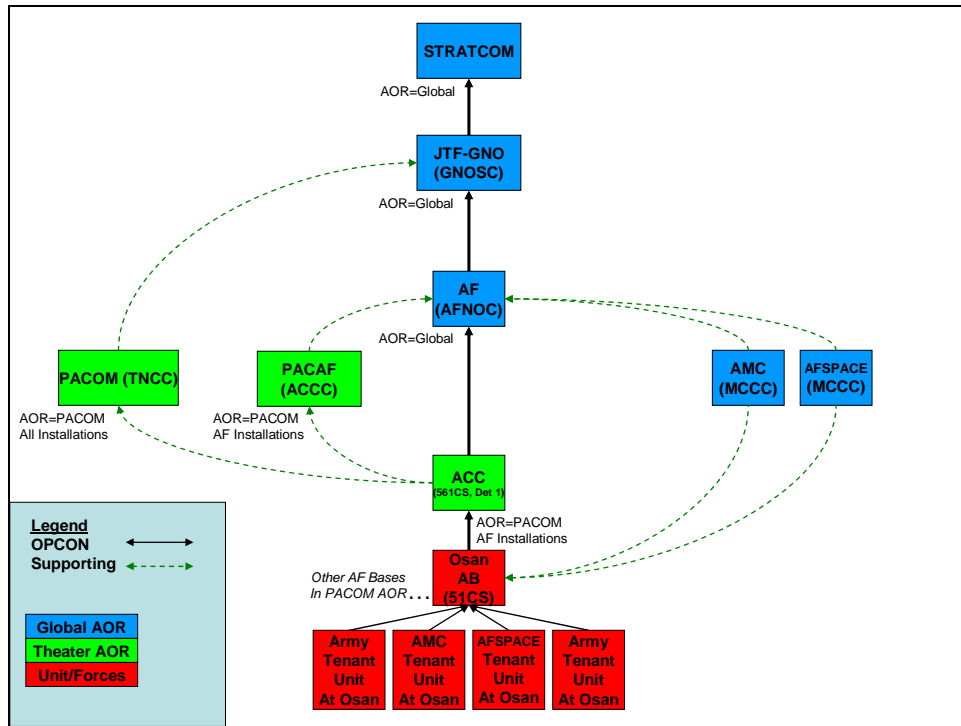 STRATCOM
AOR=Global
JTF-GNO
(GNOSC)
AOR=Global
AF
(AFNOC)
AOR=Global
PACOM (TNCC)
AOR=PACOM
All Installations
PACAF
(ACCC)
AOR=PACOM
AF Installations
AMC
(MCCC)
AFSPACE
(MCCC)
ACC
(561CS, Det 1)
AOR=PACOM
AF Installations
Osan
AB
(51CS)
Other AF Bases
In PACOM AOR ...
Army
Tenant
Unit
At Osan
AMC
Tenant
Unit
At Osan
AFSPACE
Tenant
Unit
At Osan
Army
Tenant
Unit
At Osan
Legend
OPCON
Supporting
Global AOR
Theater AOR
Unit/Forces